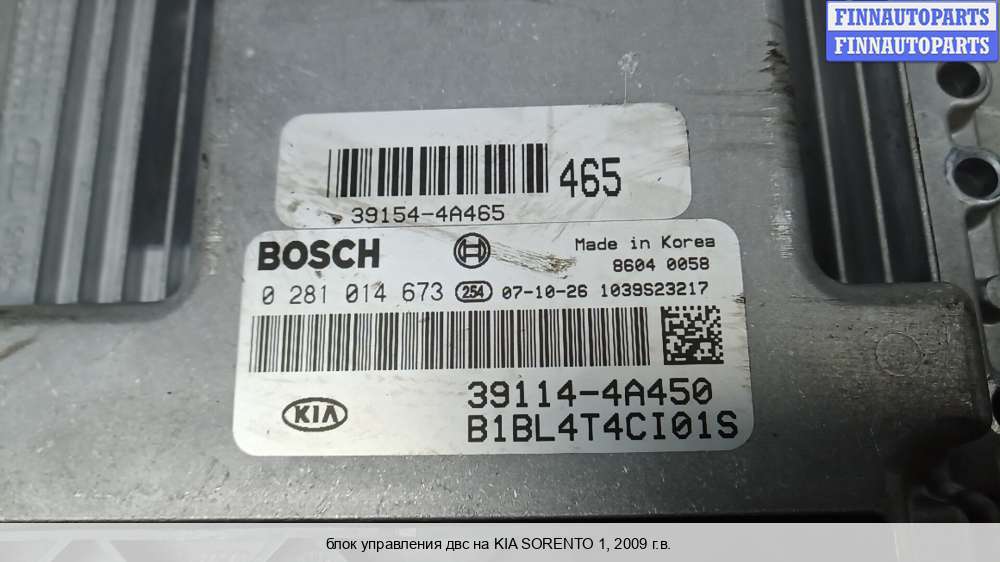 FINNAUTOPARTS
FINNAUTOPARTS
465
39154-4A465
BOSCH
Made in Korea
8604 0058
0 281 014 673 254 07-10-26 1039S23217
39114-4A450
KIA
B1BL4T4CI01S
блок управления двс на KIA SORENTO 1, 2009 г.в.